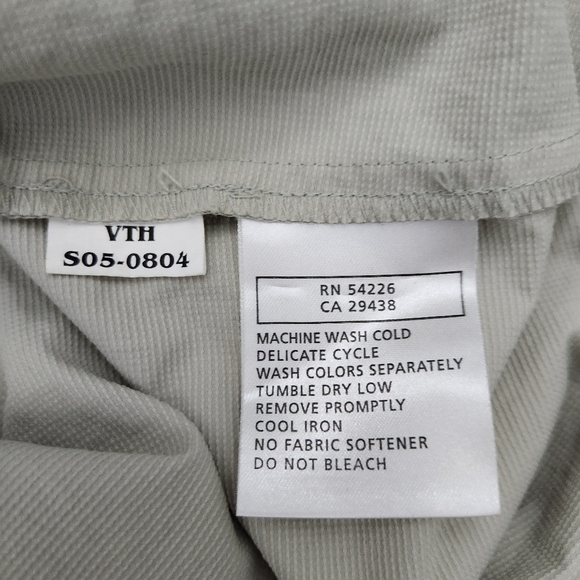 VTH
S05-0804
RN 54226
CA 29438
MACHINE WASH COLD
DELICATE CYCLE
WASH COLORS SEPARATELY
TUMBLE DRY LOW
REMOVE PROMPTLY
COOL IRON
NO FABRIC SOFTENER
DO NOT BLEACH